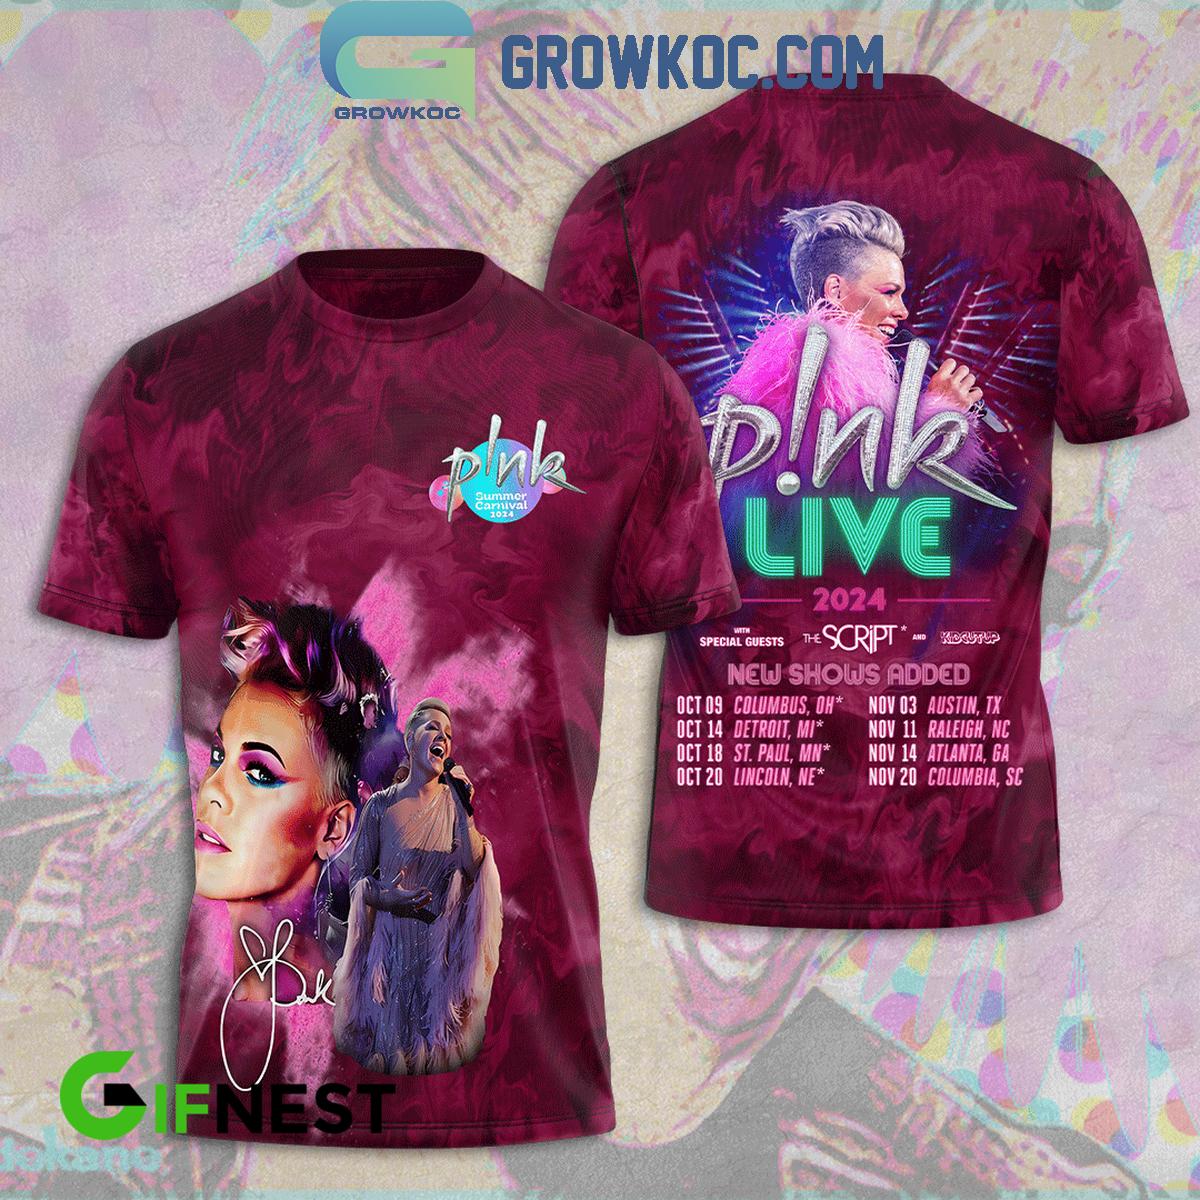 GROWKOC
GROWKOC.COM
p!nk
Summer
Carnival
2024
p!nk
LIVE
2024
WITH
SPECIAL GUESTS
THE SCRIPT* AND KIDCUTUP
NEW SHOWS ADDED
OCT 09 COLUMBUS, OH* NOV 03 AUSTIN, TX
OCT 14 DETROIT, MI* NOV 11 RALEIGH, NC
OCT 18 ST. PAUL, MN* NOV 14 ATLANTA, GA
OCT 20 LINCOLN, NE* NOV 20 COLUMBIA, SC
GIFNEST